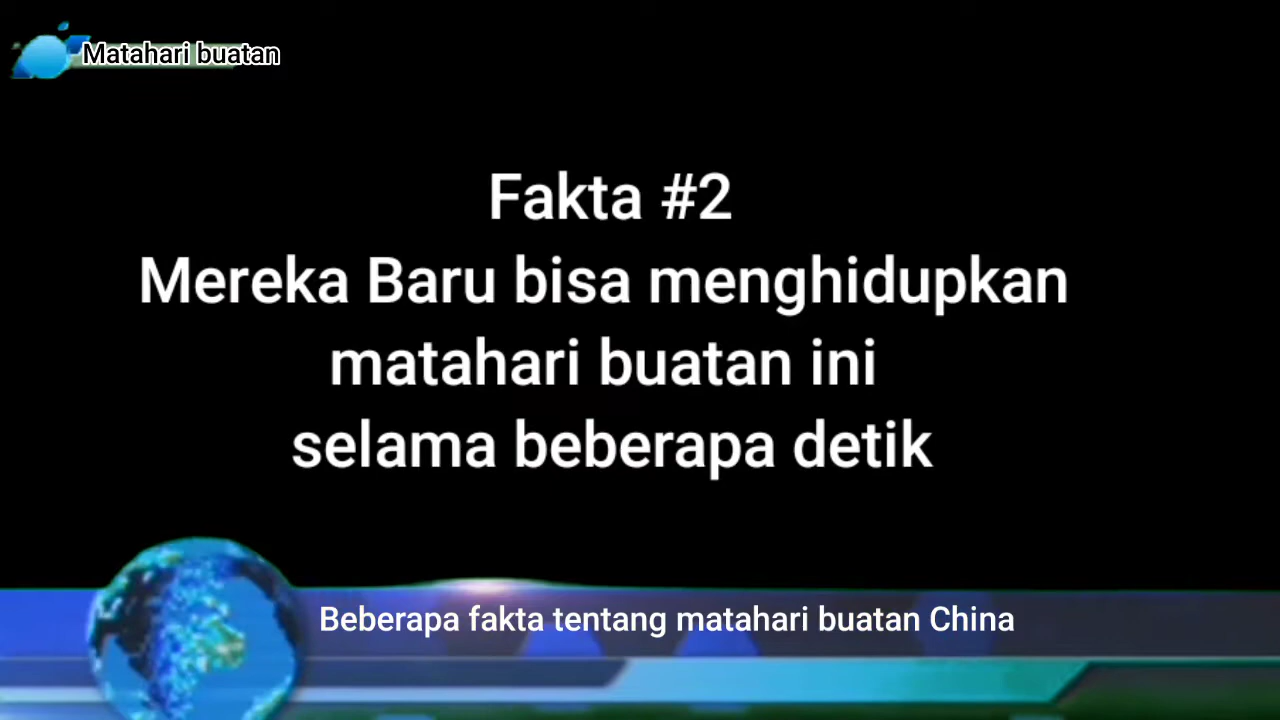 Matahari buatan
Fakta #2
Mereka Baru bisa menghidupkan
matahari buatan ini
selama beberapa detik
Beberapa fakta tentang matahari buatan China